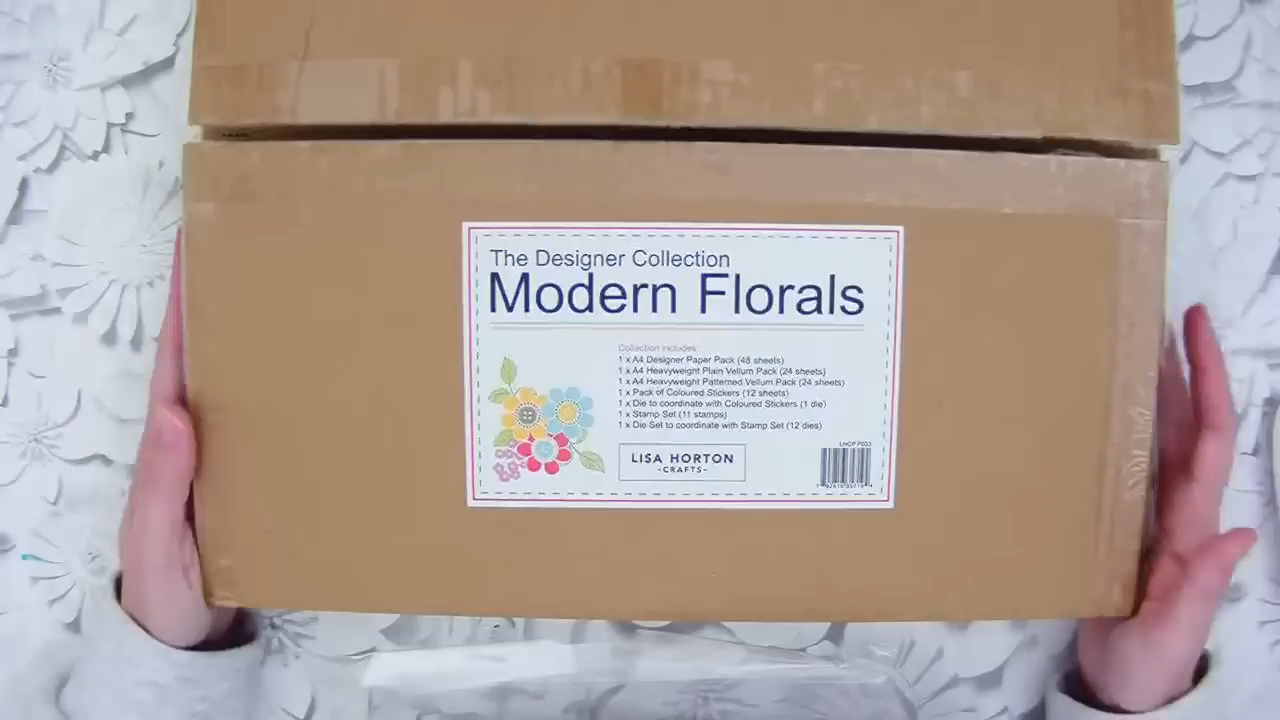 The Designer Collection
Modern Florals
Collection includes:
1 x A4 Designer Paper Pack (48 sheets)
1 x A4 Heavyweight Plain Vellum Pack (24 sheets)
1 x A4 Heavyweight Patterned Vellum Pack (24 sheets)
1 x Pack of Coloured Stickers (12 sheets)
1 x Die to coordinate with Coloured Stickers (1 die)
1 x Stamp Set (11 stamps)
1 x Die Set to coordinate with Stamp Set (12 dies)
LISA HORTON
-CRAFTS-